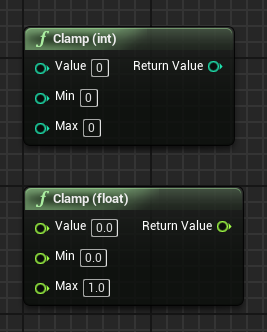 f Clamp (int)
Value 0 Return Value
Min 0
Max 0
f Clamp (float)
Value 0.0 Return Value
Min 0.0
Max 1.0